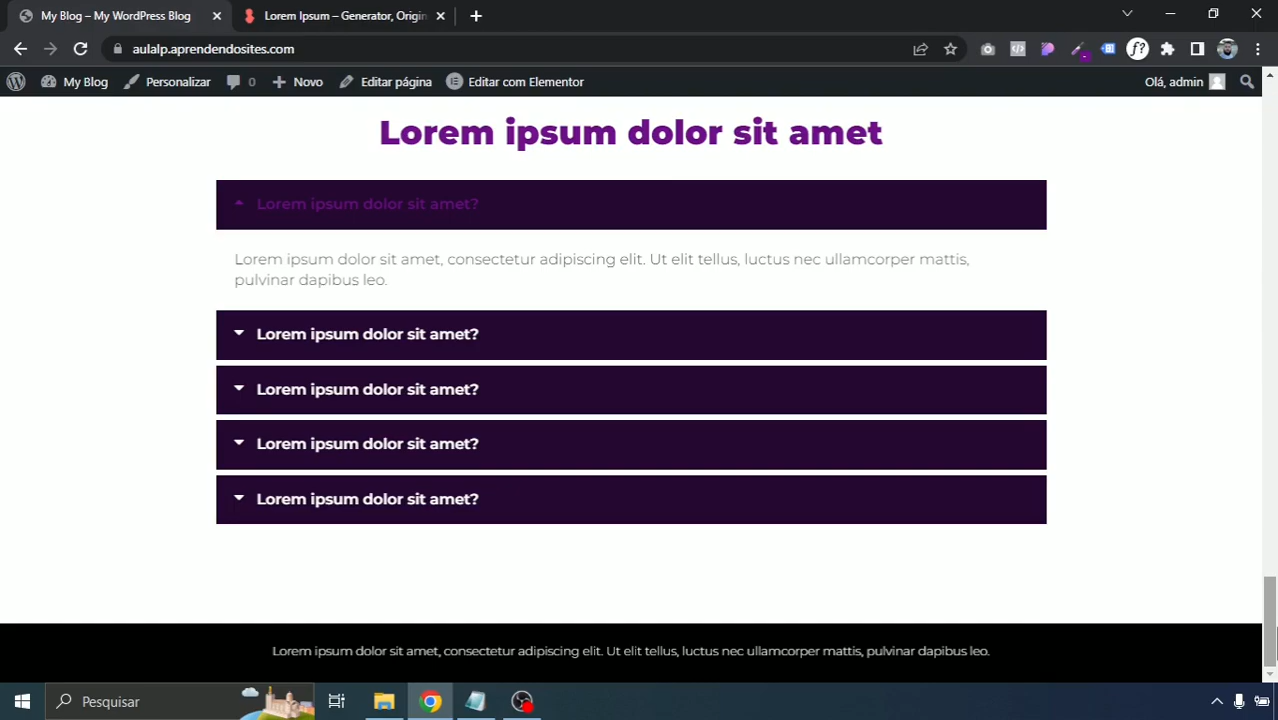 My Blog – My WordPress Blog
Lorem Ipsum – Generator, Origin
aulalp.aprendendosites.com
f?
My Blog
Personalizar
0
Novo
Editar página
Editar com Elementor
Olá, admin
Lorem ipsum dolor sit amet
Lorem ipsum dolor sit amet?
Lorem ipsum dolor sit amet, consectetur adipiscing elit. Ut elit tellus, luctus nec ullamcorper mattis,
pulvinar dapibus leo.
Lorem ipsum dolor sit amet?
Lorem ipsum dolor sit amet?
Lorem ipsum dolor sit amet?
Lorem ipsum dolor sit amet?
Lorem ipsum dolor sit amet, consectetur adipiscing elit. Ut elit tellus, luctus nec ullamcorper mattis, pulvinar dapibus leo.
Pesquisar